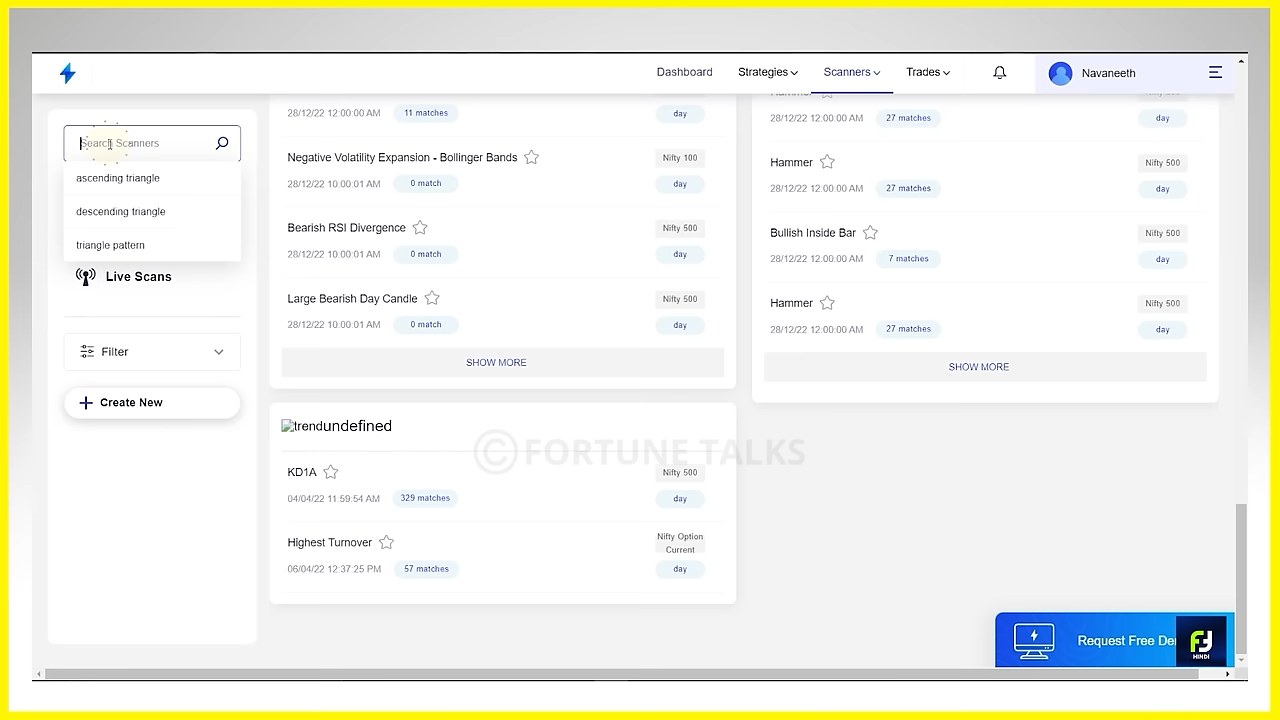 Dashboard
Strategies
Scanners
Trades
Navaneeth
Search Scanners
ascending triangle
descending triangle
triangle pattern
Live Scans
Filter
Create New
28/12/22 12:00:00 AM 11 matches day
Negative Volatility Expansion - Bollinger Bands Nifty 100
28/12/22 10:00:01 AM 0 match day
Bearish RSI Divergence Nifty 500
28/12/22 10:00:01 AM 0 match day
Large Bearish Day Candle Nifty 500
28/12/22 10:00:01 AM 0 match day
SHOW MORE
trendundefined
KD1A Nifty 500
04/04/22 11:59:54 AM 329 matches day
Highest Turnover Nifty Option Current
06/04/22 12:37:25 PM 57 matches day
28/12/22 12:00:00 AM 27 matches day
Hammer Nifty 500
28/12/22 12:00:00 AM 27 matches day
Bullish Inside Bar Nifty 500
28/12/22 12:00:00 AM 7 matches day
Hammer Nifty 500
28/12/22 12:00:00 AM 27 matches day
SHOW MORE
© FORTUNE TALKS
Request Free De
HINDI